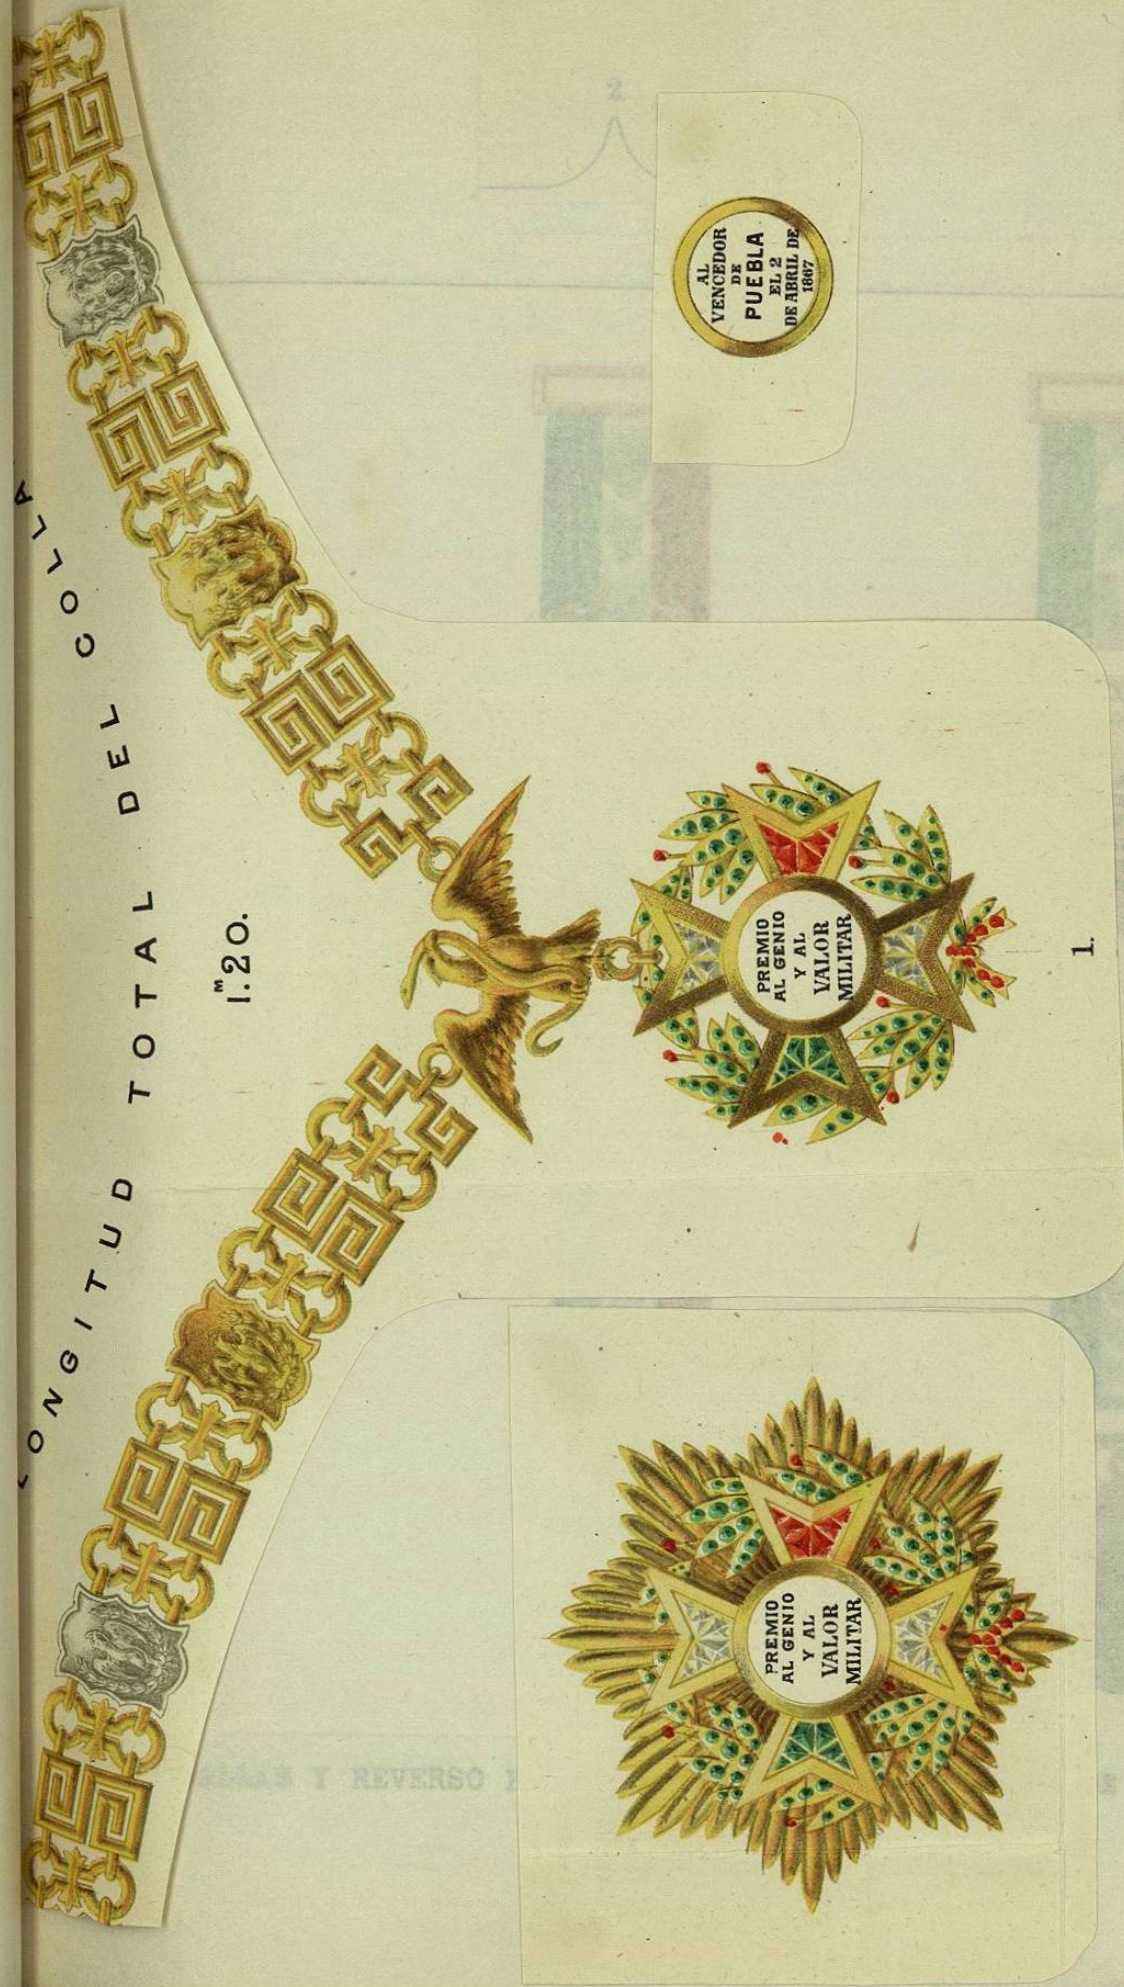 LONGITUD TOTAL DEL COLLA
1.ᴹ20.
PREMIO
AL GENIO
Y AL
VALOR
MILITAR
1.
AL
VENCEDOR
DE
PUEBLA
EL 2
DE ABRIL DE
1867
PREMIO
AL GENIO
Y AL
VALOR
MILITAR
2
Y REVERSO